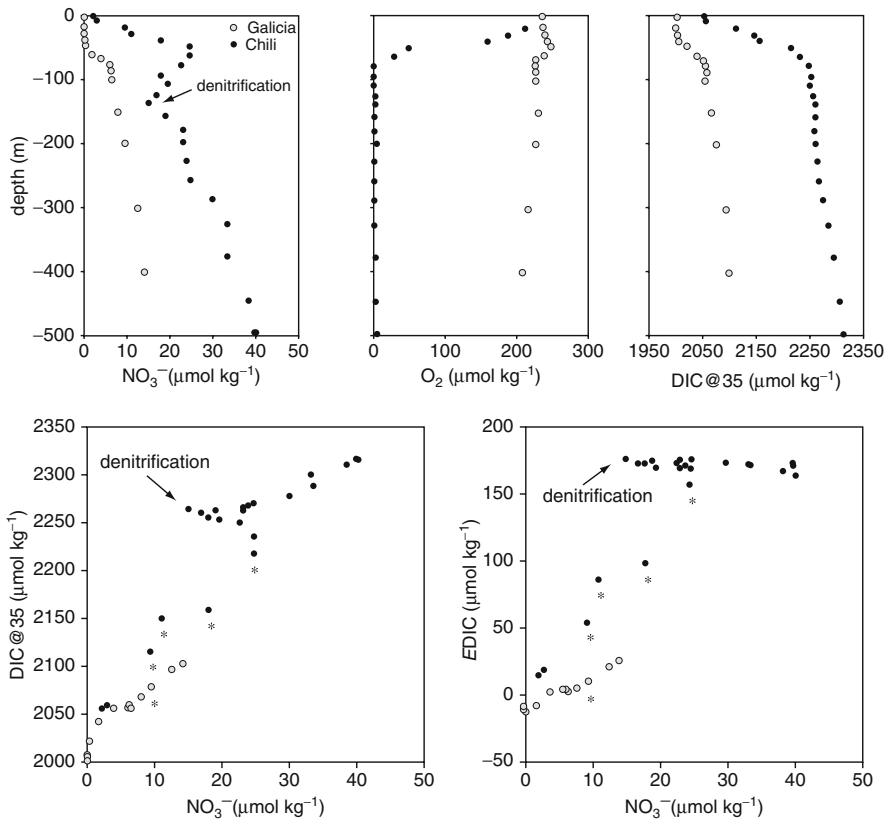 0
−100
−200
−300
−400
−500
depth (m)
Galicia
Chili
denitrification
0 10 20 30 40 50
NO₃⁻(μmol kg⁻¹)
0 100 200 300
O₂ (μmol kg⁻¹)
1950 2050 2150 2250 2350
DIC@35 (μmol kg⁻¹)
2350
2300
2250
2200
2150
2100
2050
2000
DIC@35 (μmol kg⁻¹)
denitrification
*
*
*
*
*
0 10 20 30 40 50
NO₃⁻(μmol kg⁻¹)
200
150
100
50
0
−50
EDIC (μmol kg⁻¹)
denitrification
*
*
*
*
*
0 10 20 30 40 50
NO₃⁻(μmol kg⁻¹)